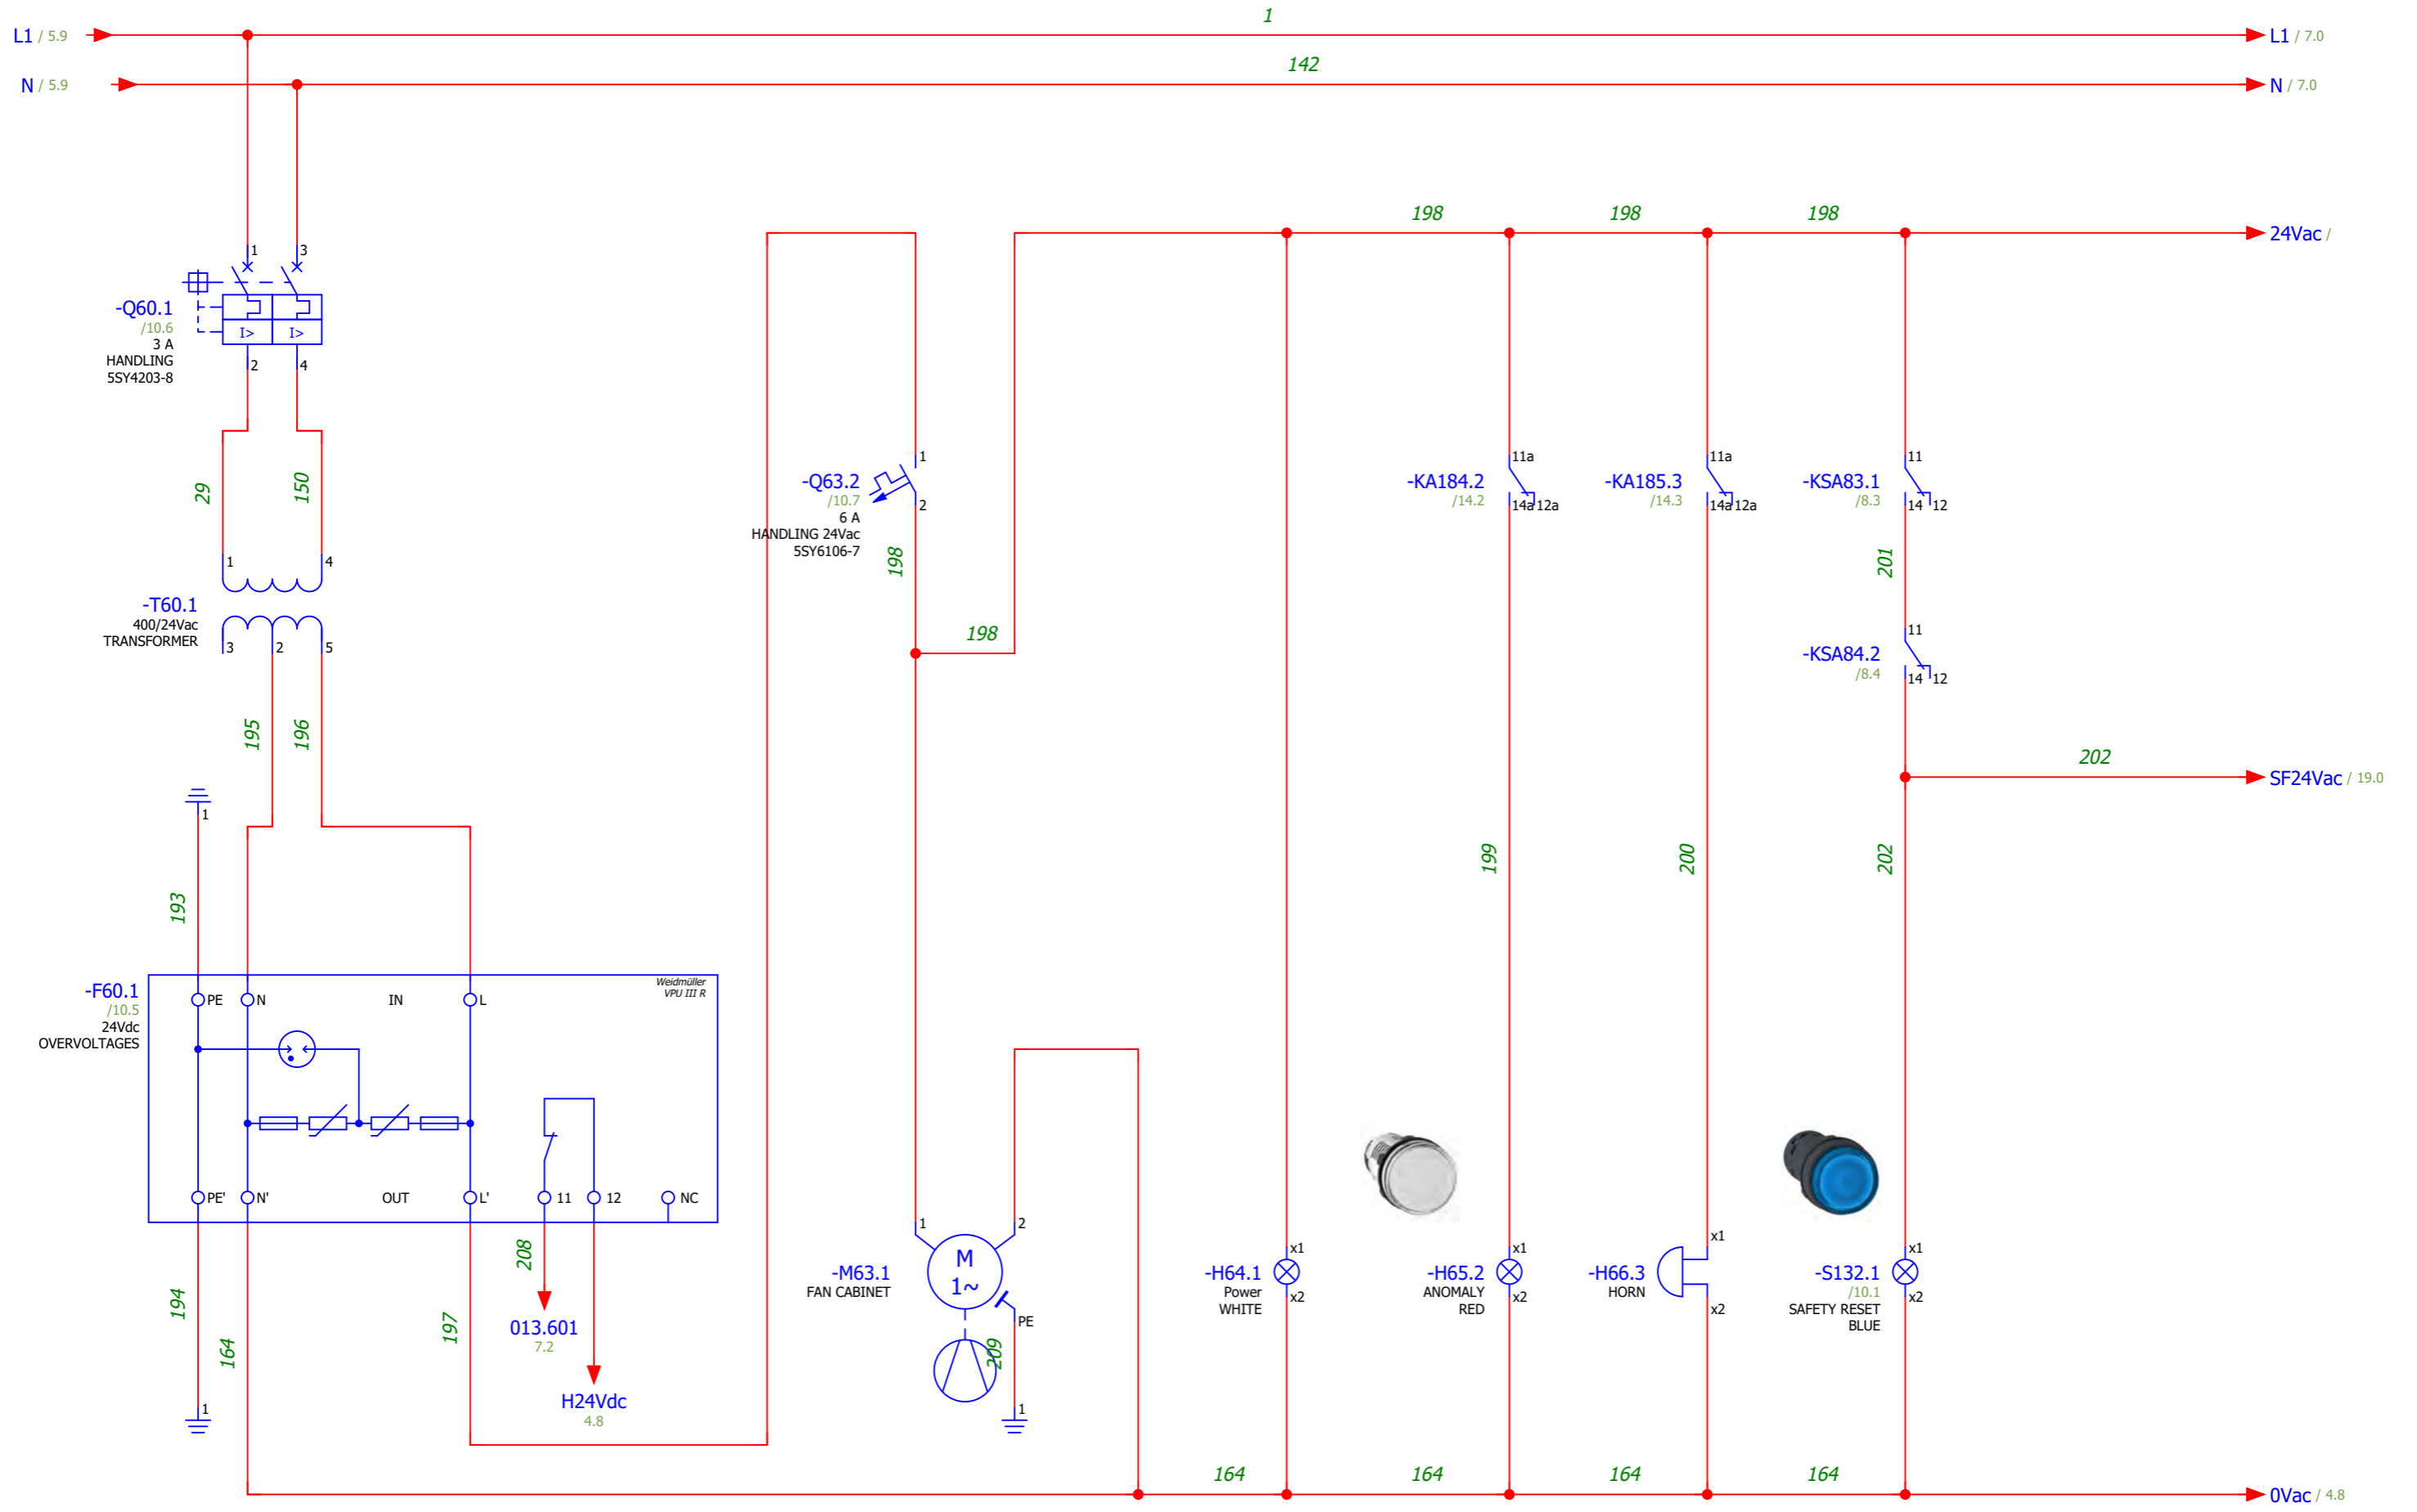 1
L1 / 5.9
L1 / 7.0
142
N / 5.9
N / 7.0
198
198
198
24Vac /
1
3
-Q60.1
/10.6
3 A
HANDLING
5SY4203-8
I>
I>
2
4
29
150
1
4
-T60.1
400/24Vac
TRANSFORMER
3
2
5
195
196
1
193
-F60.1
/10.5
24Vdc
OVERVOLTAGES
Weidmüller
VPU III R
PE
N
IN
L
PE'
N'
OUT
L'
11
12
NC
194
164
197
208
013.601
7.2
H24Vdc
4.8
1
-Q63.2
/10.7
6 A
HANDLING 24Vac
5SY6106-7
1
2
198
198
1
2
-M63.1
FAN CABINET
M
1~
PE
209
1
-H64.1
Power
WHITE
x1
x2
-KA184.2
/14.2
11a
14a
12a
199
-H65.2
ANOMALY
RED
x1
x2
-KA185.3
/14.3
11a
14a
12a
200
-H66.3
HORN
x1
x2
-KSA83.1
/8.3
11
14
12
201
-KSA84.2
/8.4
11
14
12
202
SF24Vac / 19.0
202
-S132.1
/10.1
SAFETY RESET
BLUE
x1
x2
164
164
164
164
0Vac / 4.8